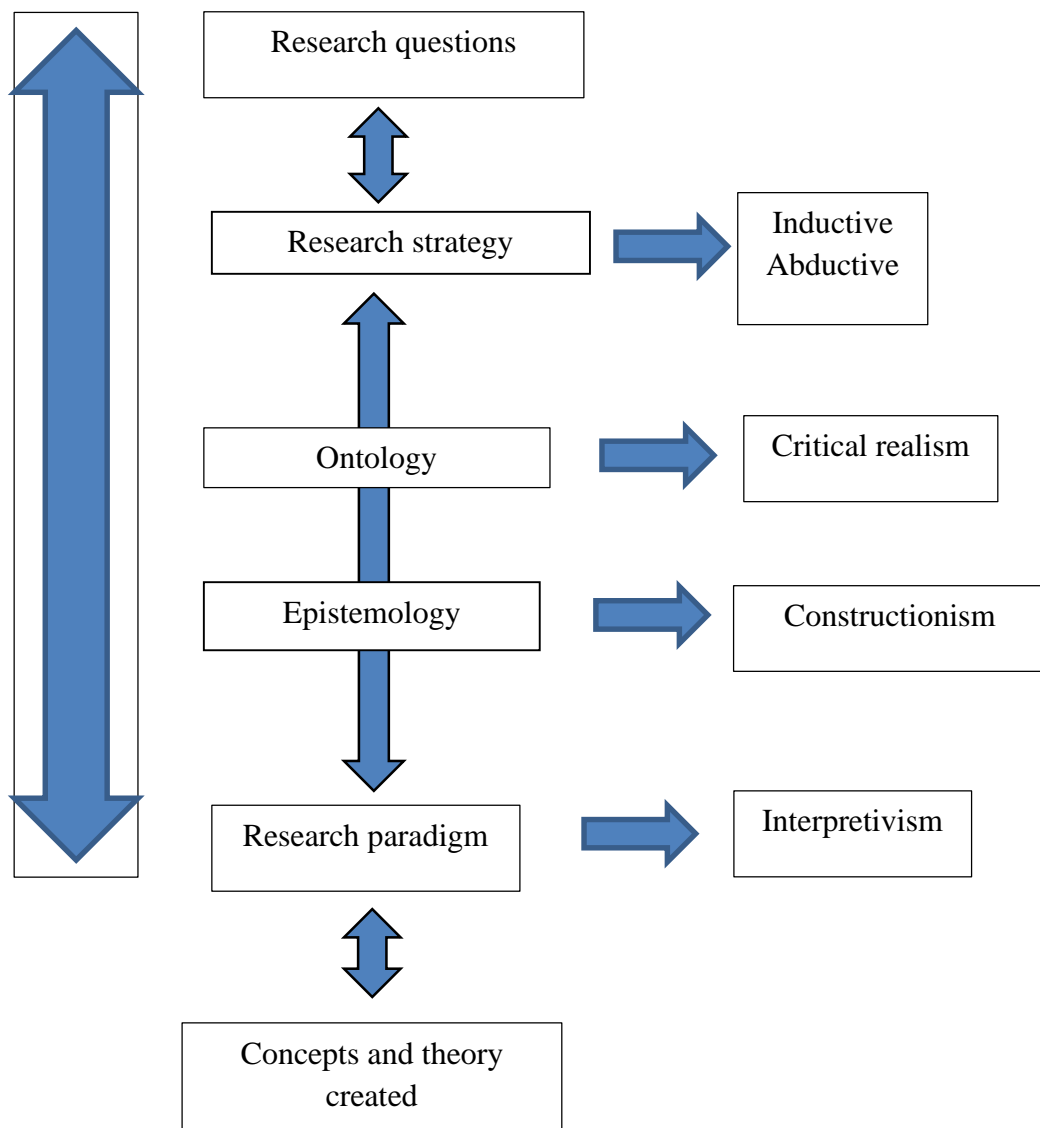 Research questions
Research strategy
Inductive
Abductive
Ontology
Critical realism
Epistemology
Constructionism
Research paradigm
Interpretivism
Concepts and theory
created